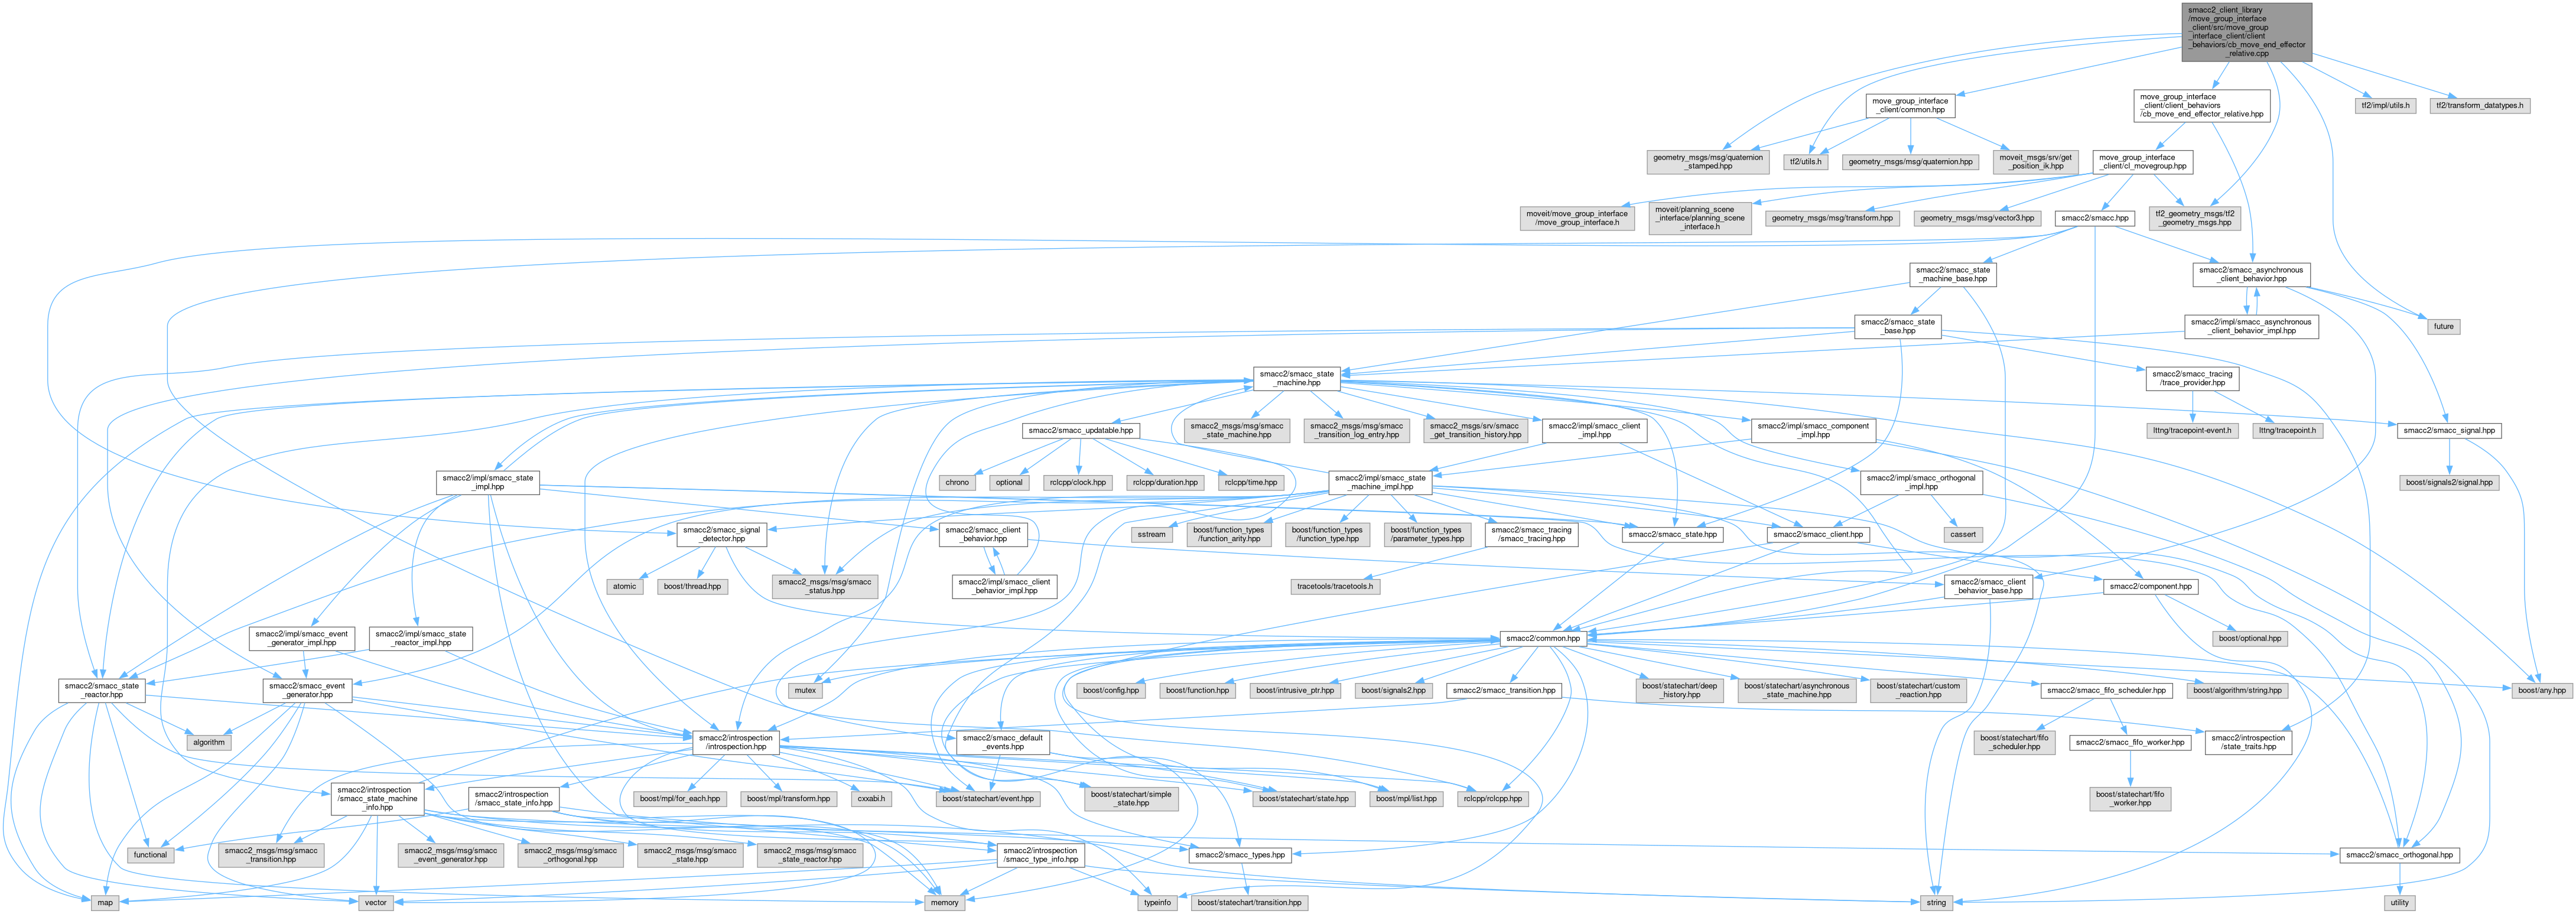 smacc2_client_library
/move_group_interface
_client/src/move_group
_interface_client/client
_behaviors/cb_move_end_effector
_relative.cpp
move_group_interface
_client/common.hpp
move_group_interface
_client/client_behaviors
/cb_move_end_effector_relative.hpp
tf2/impl/utils.h
tf2/transform_datatypes.h
geometry_msgs/msg/quaternion
_stamped.hpp
tf2/utils.h
geometry_msgs/msg/quaternion.hpp
moveit_msgs/srv/get
_position_ik.hpp
move_group_interface
_client/cl_movegroup.hpp
moveit/move_group_interface
/move_group_interface.h
moveit/planning_scene
_interface/planning_scene
_interface.h
geometry_msgs/msg/transform.hpp
geometry_msgs/msg/vector3.hpp
smacc2/smacc.hpp
tf2_geometry_msgs/tf2
_geometry_msgs.hpp
smacc2/smacc_state
_machine_base.hpp
smacc2/smacc_asynchronous
_client_behavior.hpp
smacc2/smacc_state
_base.hpp
smacc2/impl/smacc_asynchronous
_client_behavior_impl.hpp
future
smacc2/smacc_state
_machine.hpp
smacc2/smacc_tracing
/trace_provider.hpp
smacc2/smacc_updatable.hpp
smacc2_msgs/msg/smacc
_state_machine.hpp
smacc2_msgs/msg/smacc
_transition_log_entry.hpp
smacc2_msgs/srv/smacc
_get_transition_history.hpp
smacc2/impl/smacc_client
_impl.hpp
smacc2/impl/smacc_component
_impl.hpp
lttng/tracepoint-event.h
lttng/tracepoint.h
smacc2/smacc_signal.hpp
smacc2/impl/smacc_state
_impl.hpp
chrono
optional
rclcpp/clock.hpp
rclcpp/duration.hpp
rclcpp/time.hpp
smacc2/impl/smacc_state
_machine_impl.hpp
smacc2/impl/smacc_orthogonal
_impl.hpp
boost/signals2/signal.hpp
smacc2/smacc_signal
_detector.hpp
smacc2/smacc_client
_behavior.hpp
sstream
boost/function_types
/function_arity.hpp
boost/function_types
/function_type.hpp
boost/function_types
/parameter_types.hpp
smacc2/smacc_tracing
/smacc_tracing.hpp
smacc2/smacc_state.hpp
smacc2/smacc_client.hpp
cassert
atomic
boost/thread.hpp
smacc2_msgs/msg/smacc
_status.hpp
smacc2/impl/smacc_client
_behavior_impl.hpp
tracetools/tracetools.h
smacc2/smacc_client
_behavior_base.hpp
smacc2/component.hpp
smacc2/impl/smacc_event
_generator_impl.hpp
smacc2/impl/smacc_state
_reactor_impl.hpp
smacc2/common.hpp
boost/optional.hpp
smacc2/smacc_state
_reactor.hpp
smacc2/smacc_event
_generator.hpp
mutex
boost/config.hpp
boost/function.hpp
boost/intrusive_ptr.hpp
boost/signals2.hpp
smacc2/smacc_transition.hpp
boost/statechart/deep
_history.hpp
boost/statechart/asynchronous
_state_machine.hpp
boost/statechart/custom
_reaction.hpp
smacc2/smacc_fifo_scheduler.hpp
boost/algorithm/string.hpp
boost/any.hpp
algorithm
smacc2/introspection
/introspection.hpp
smacc2/smacc_default
_events.hpp
boost/statechart/fifo
_scheduler.hpp
smacc2/smacc_fifo_worker.hpp
smacc2/introspection
/state_traits.hpp
smacc2/introspection
/smacc_state_machine
_info.hpp
smacc2/introspection
/smacc_state_info.hpp
boost/mpl/for_each.hpp
boost/mpl/transform.hpp
cxxabi.h
boost/statechart/event.hpp
boost/statechart/simple
_state.hpp
boost/statechart/state.hpp
boost/mpl/list.hpp
rclcpp/rclcpp.hpp
boost/statechart/fifo
_worker.hpp
functional
smacc2_msgs/msg/smacc
_transition.hpp
smacc2_msgs/msg/smacc
_event_generator.hpp
smacc2_msgs/msg/smacc
_orthogonal.hpp
smacc2_msgs/msg/smacc
_state.hpp
smacc2_msgs/msg/smacc
_state_reactor.hpp
smacc2/introspection
/smacc_type_info.hpp
smacc2/smacc_types.hpp
smacc2/smacc_orthogonal.hpp
map
vector
memory
typeinfo
boost/statechart/transition.hpp
string
utility